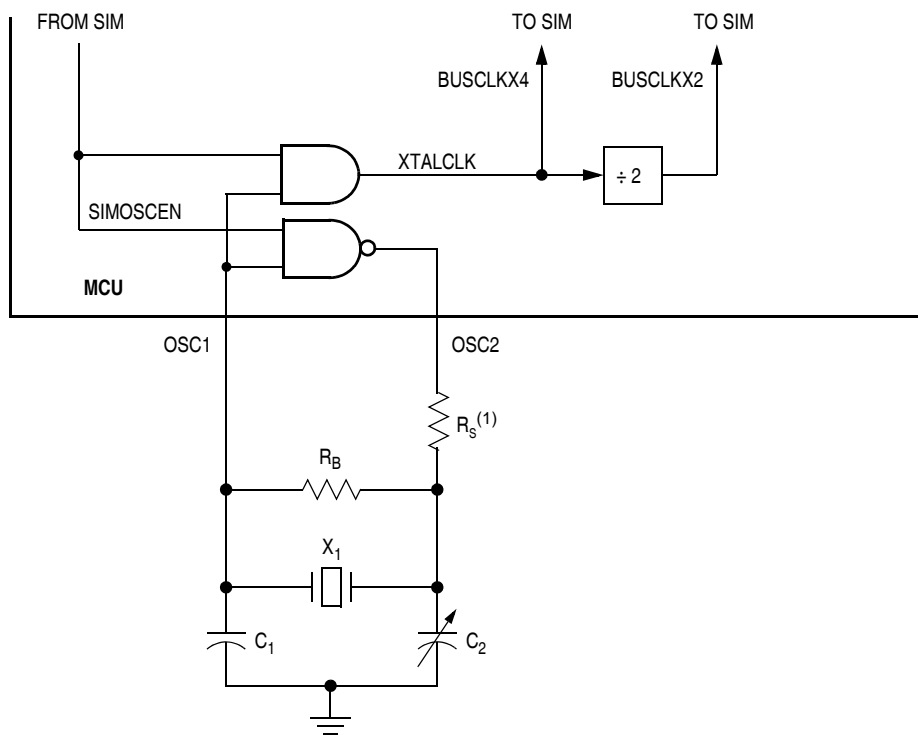 FROM SIM TO SIM TO SIM
BUSCLKX4 BUSCLKX2
XTALCLK
÷ 2
SIMOSCEN
MCU
OSC1 OSC2
R_S^(1)
R_B
X_1
C_1 C_2